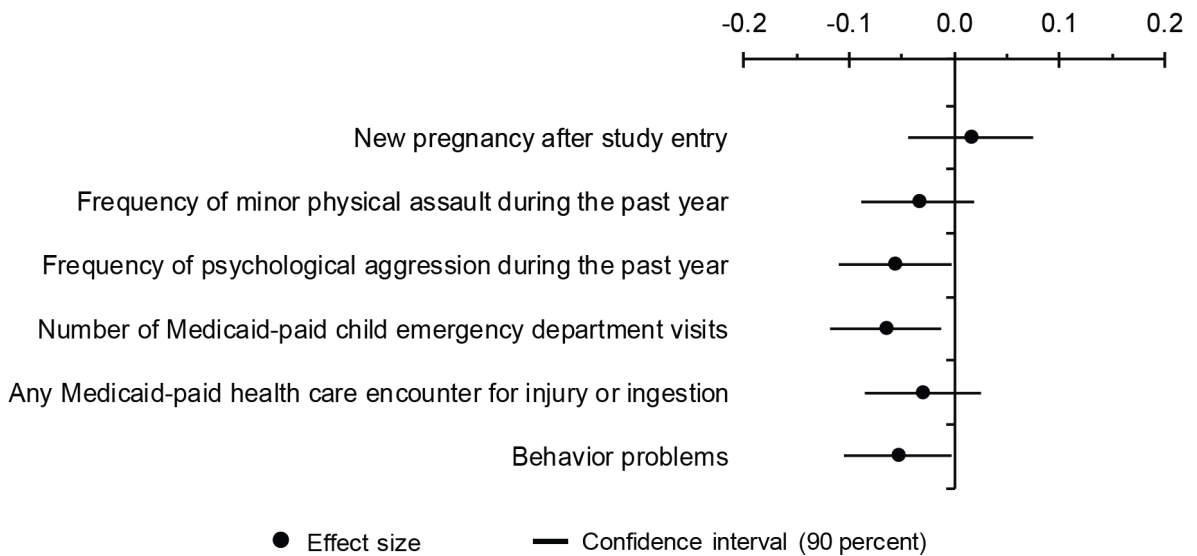 -0.2 -0.1 0.0 0.1 0.2
New pregnancy after study entry
Frequency of minor physical assault during the past year
Frequency of psychological aggression during the past year
Number of Medicaid-paid child emergency department visits
Any Medicaid-paid health care encounter for injury or ingestion
Behavior problems
Effect size Confidence interval (90 percent)